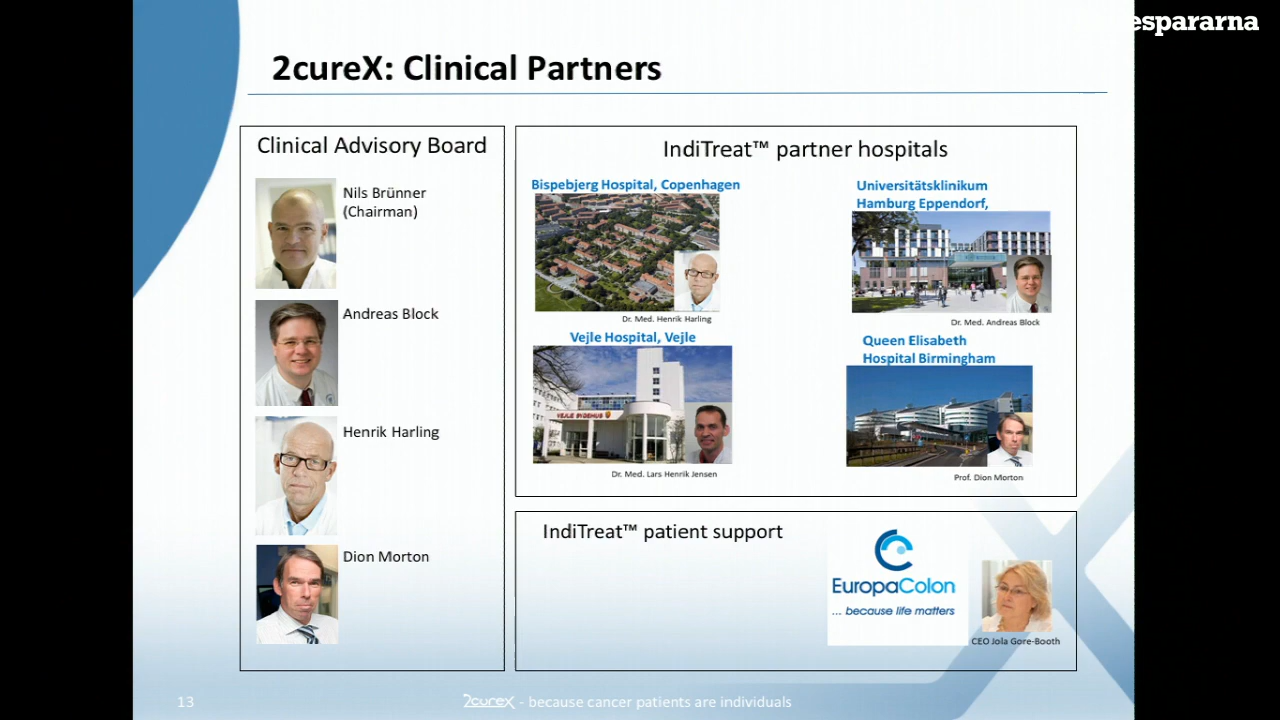 espararna
2cureX: Clinical Partners
Clinical Advisory Board
Nils Brünner
(Chairman)
Andreas Block
Henrik Harling
Dion Morton
IndiTreat™ partner hospitals
Bispebjerg Hospital, Copenhagen
Dr. Med. Henrik Harling
Universitätsklinikum
Hamburg Eppendorf,
Dr. Med. Andreas Block
Vejle Hospital, Vejle
VEJLE SYGEHUS
Dr. Med. Lars Henrik Jensen
Queen Elisabeth
Hospital Birmingham
Prof. Dion Morton
IndiTreat™ patient support
EuropaColon
... because life matters
CEO Jola Gore-Booth
13
2cureX - because cancer patients are individuals